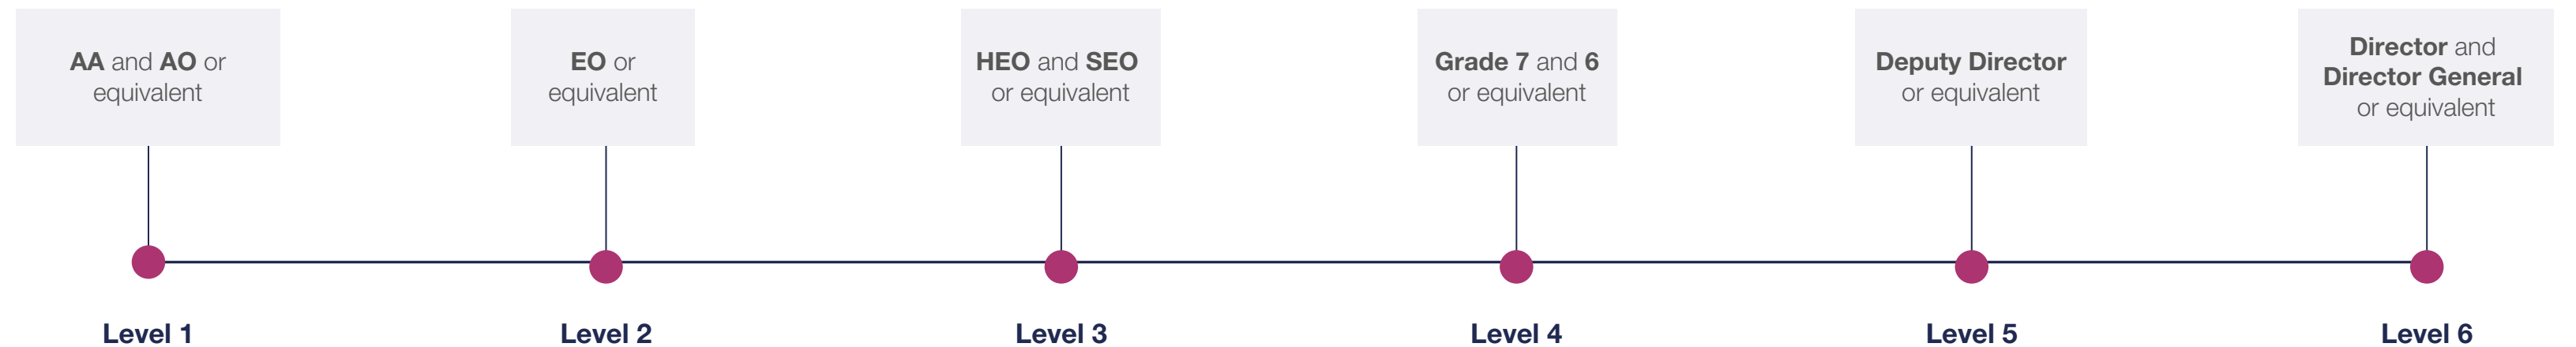 AA and AO or
equivalent
EO or
equivalent
HEO and SEO
or equivalent
Grade 7 and 6
or equivalent
Deputy Director
or equivalent
Director and
Director General
or equivalent
Level 1
Level 2
Level 3
Level 4
Level 5
Level 6